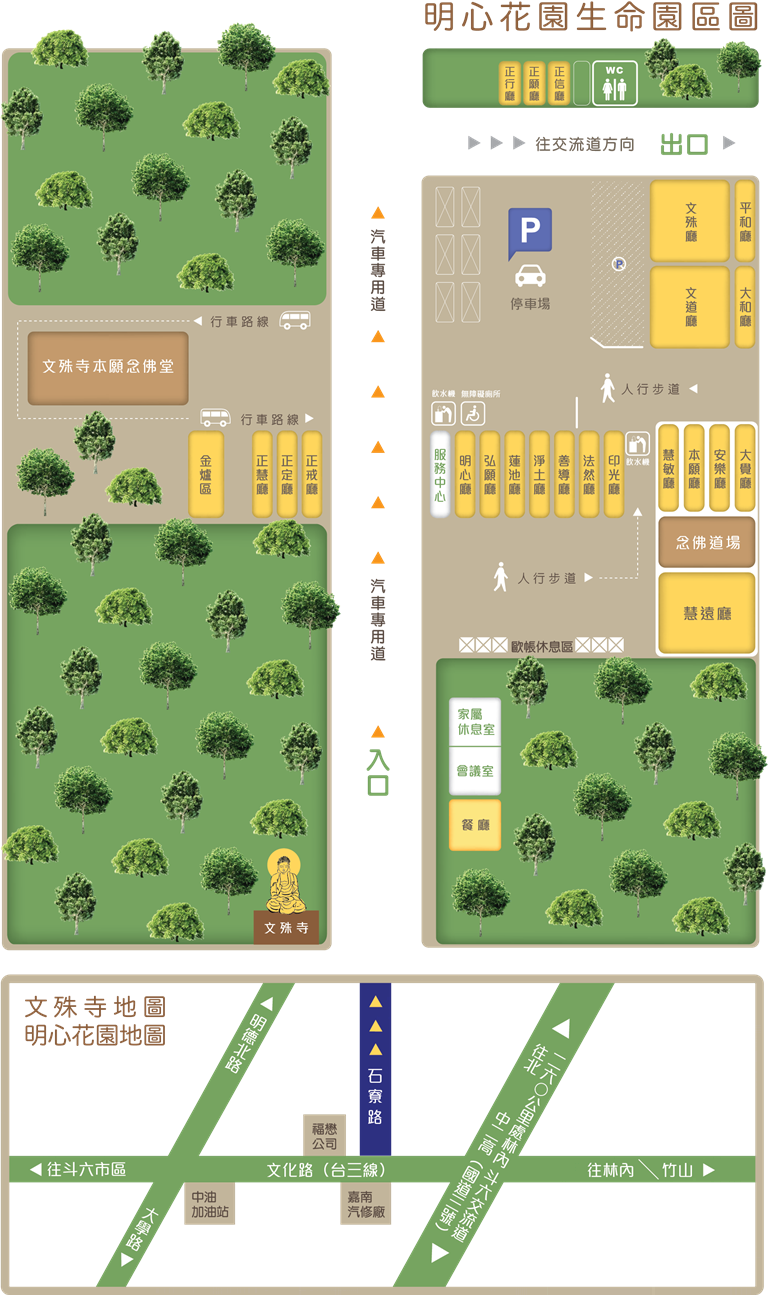 明心花園生命園區圖
正行廳
正願廳
正信廳
WC
往交流道方向
出口
P
停車場
P
文殊廳
平和廳
文道廳
大和廳
汽車專用道
行車路線
文殊寺本願念佛堂
行車路線
金爐區
正慧廳
正定廳
正戒廳
人行步道
飲水機
無障礙廁所
服務中心
明心廳
弘願廳
蓮池廳
淨土廳
善導廳
法然廳
印光廳
飲水機
慧敏廳
本願廳
安樂廳
大覺廳
念佛道場
慧遠廳
人行步道
汽車專用道
歐帳休息區
家屬
休息室
會議室
餐廳
入口
文殊寺
文殊寺地圖
明心花園地圖
明德北路
石寮路
往北
二六〇公里處林內
中二高
斗六交流道
(國道三號)
福懋
公司
往斗六市區
文化路(台三線)
往林內╲竹山
中油
加油站
嘉南
汽修廠
大學路